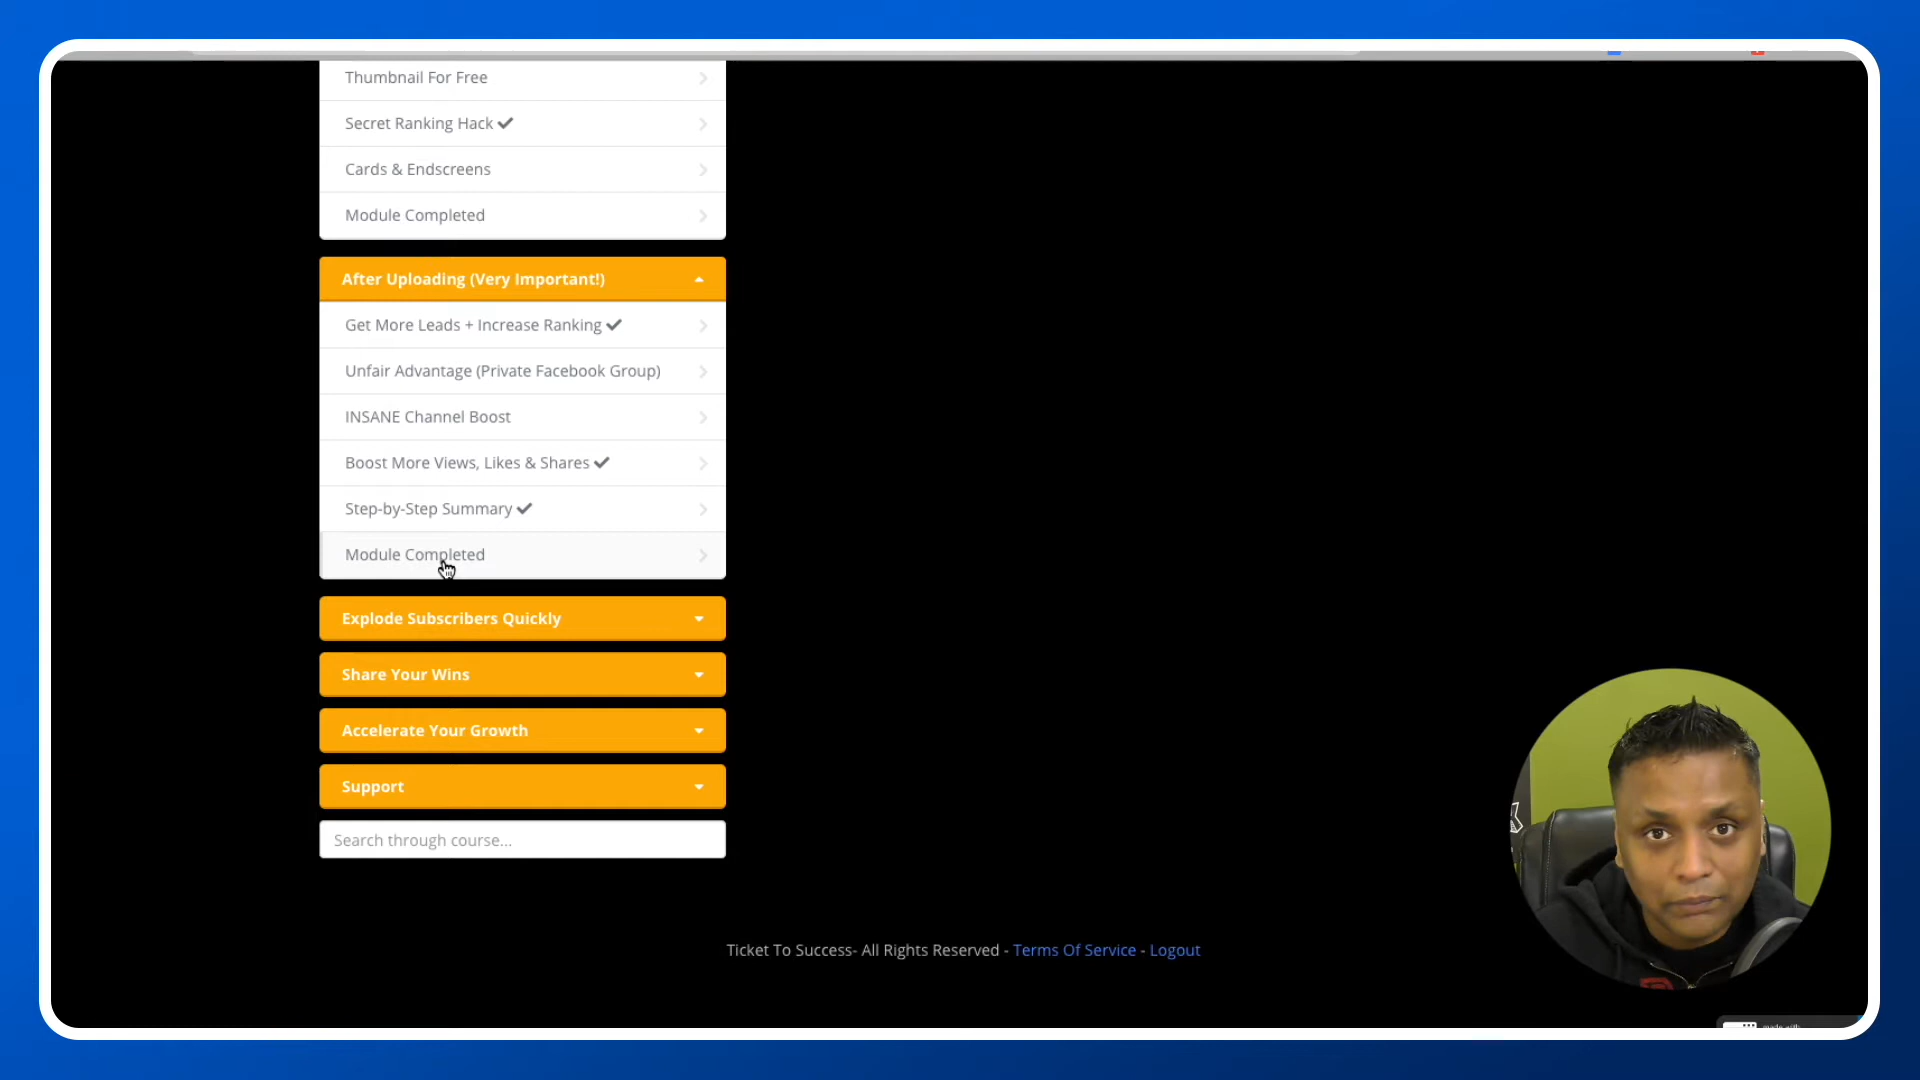 Thumbnail For Free
Secret Ranking Hack
Cards & Endscreens
Module Completed
After Uploading (Very Important!)
Get More Leads + Increase Ranking
Unfair Advantage (Private Facebook Group)
INSANE Channel Boost
Boost More Views, Likes & Shares
Step-by-Step Summary
Module Completed
Explode Subscribers Quickly
Share Your Wins
Accelerate Your Growth
Support
Search through course...
Ticket To Success- All Rights Reserved - Terms Of Service - Logout